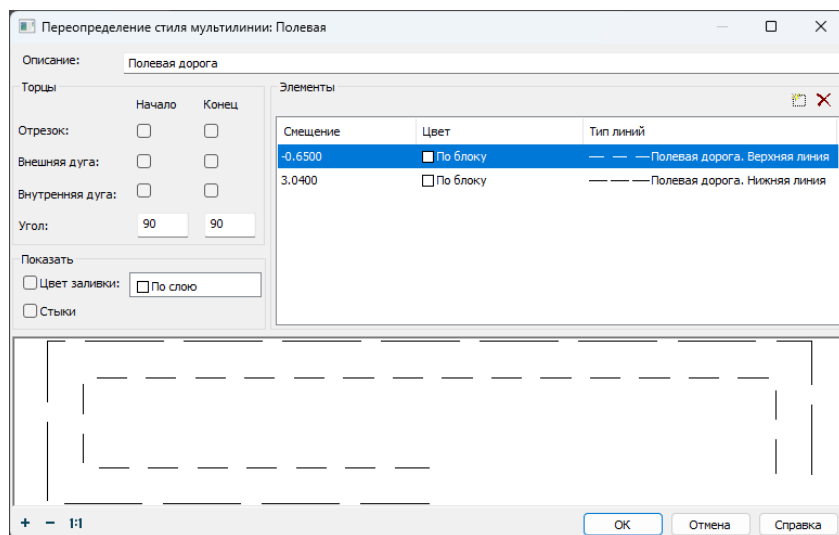 Переопределение стиля мультилинии: Полевая
Описание: Полевая дорога
Торцы
Начало Конец
Отрезок:
Внешняя дуга:
Внутренняя дуга:
Угол: 90 90
Показать
Цвет заливки: По слою
Стыки
Элементы
Смещение Цвет Тип линий
-0.6500 По блоку Полевая дорога. Верхняя линия
3.0400 По блоку Полевая дорога. Нижняя линия
+ − 1:1
ОК Отмена Справка